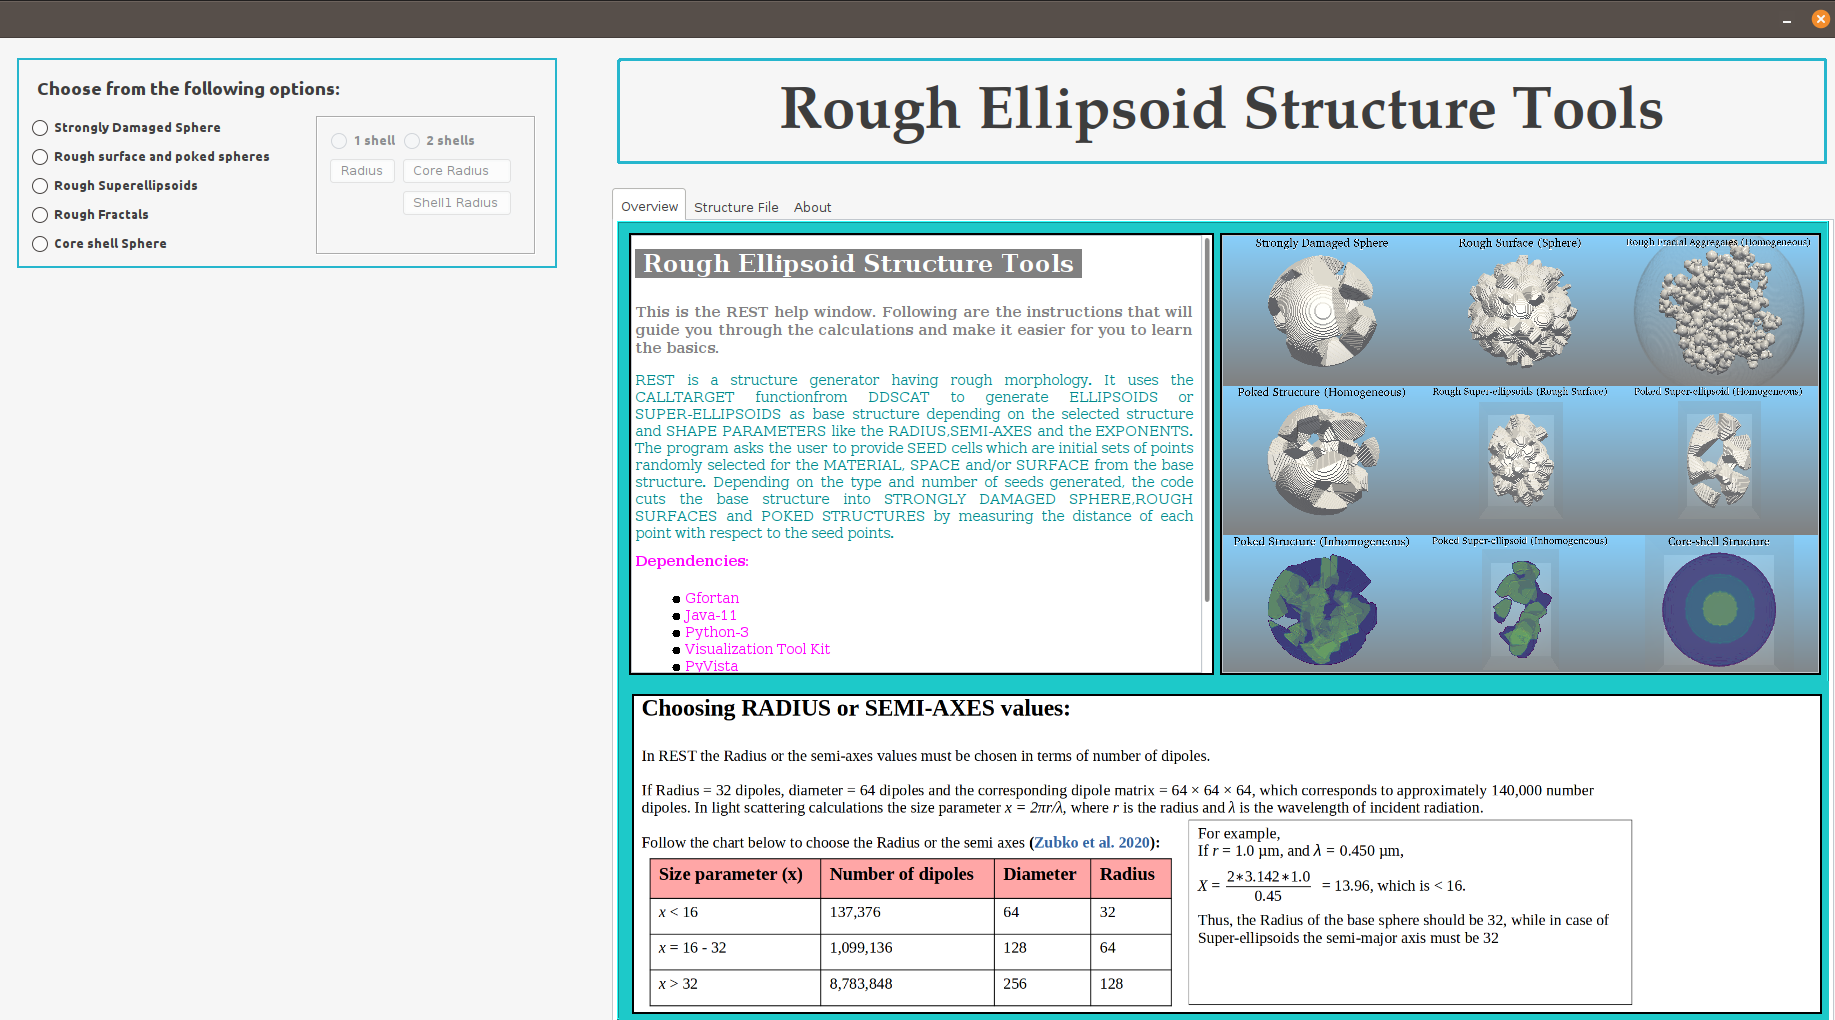 Choose from the following options:
Strongly Damaged Sphere
Rough surface and poked spheres
Rough Superellipsoids
Rough Fractals
Core shell Sphere
1 shell 2 shells
Radius Core Radius
Shell1 Radius
Rough Ellipsoid Structure Tools
Overview Structure File About
Rough Ellipsoid Structure Tools
This is the REST help window. Following are the instructions that will
guide you through the calculations and make it easier for you to learn
the basics.
REST is a structure generator having rough morphology. It uses the
CALLTARGET functionfrom DDSCAT to generate ELLIPSOIDS or
SUPER-ELLIPSOIDS as base structure depending on the selected structure
and SHAPE PARAMETERS like the RADIUS,SEMI-AXES and the EXPONENTS.
The program asks the user to provide SEED cells which are initial sets of points
randomly selected for the MATERIAL, SPACE and/or SURFACE from the base
structure. Depending on the type and number of seeds generated, the code
cuts the base structure into STRONGLY DAMAGED SPHERE,ROUGH
SURFACES and POKED STRUCTURES by measuring the distance of each
point with respect to the seed points.
Dependencies:
● Gfortan
● Java-11
● Python-3
● Visualization Tool Kit
● PyVista
Strongly Damaged Sphere Rough Surface (Sphere) Rough Fractal Aggregates (Homogeneous)
Poked Structure (Homogeneous) Rough Super-ellipsoids (Rough Surface) Poked Super-ellipsoid (Homogeneous)
Poked Structure (Inhomogeneous) Poked Super-ellipsoid (Inhomogeneous) Core-shell Structure
Choosing RADIUS or SEMI-AXES values:
In REST the Radius or the semi-axes values must be chosen in terms of number of dipoles.
If Radius = 32 dipoles, diameter = 64 dipoles and the corresponding dipole matrix = 64 × 64 × 64, which corresponds to approximately 140,000 number
dipoles. In light scattering calculations the size parameter x = 2πr/λ, where r is the radius and λ is the wavelength of incident radiation.
Follow the chart below to choose the Radius or the semi axes (Zubko et al. 2020):
Size parameter (x) Number of dipoles Diameter Radius
x < 16 137,376 64 32
x = 16 - 32 1,099,136 128 64
x > 32 8,783,848 256 128
For example,
If r = 1.0 µm, and λ = 0.450 µm,
X = 2*3.142*1.0 / 0.45 = 13.96, which is < 16.
Thus, the Radius of the base sphere should be 32, while in case of
Super-ellipsoids the semi-major axis must be 32